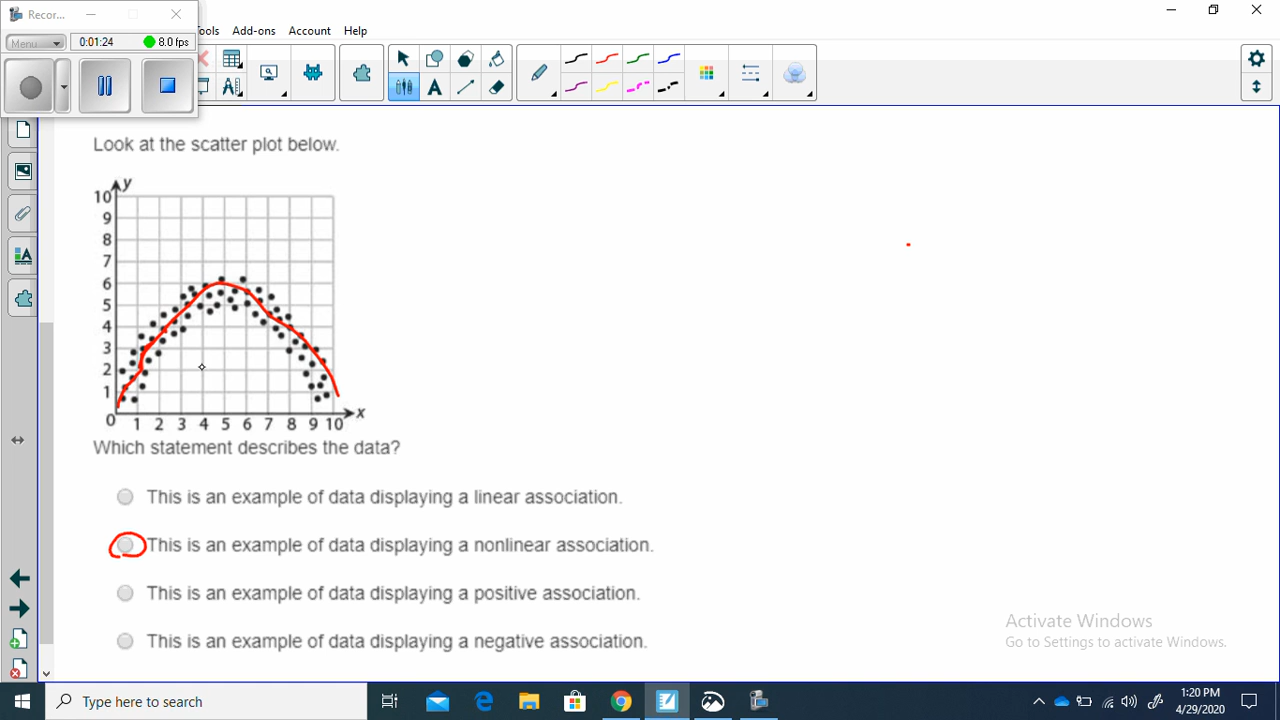 Recor...
Tools Add-ons Account Help
Menu 0:01:24 8.0 fps
Look at the scatter plot below.
y
10
9
8
7
6
5
4
3
2
1
0 1 2 3 4 5 6 7 8 9 10 x
Which statement describes the data?
This is an example of data displaying a linear association.
This is an example of data displaying a nonlinear association.
This is an example of data displaying a positive association.
This is an example of data displaying a negative association.
Activate Windows
Go to Settings to activate Windows.
Type here to search
1:20 PM
4/29/2020